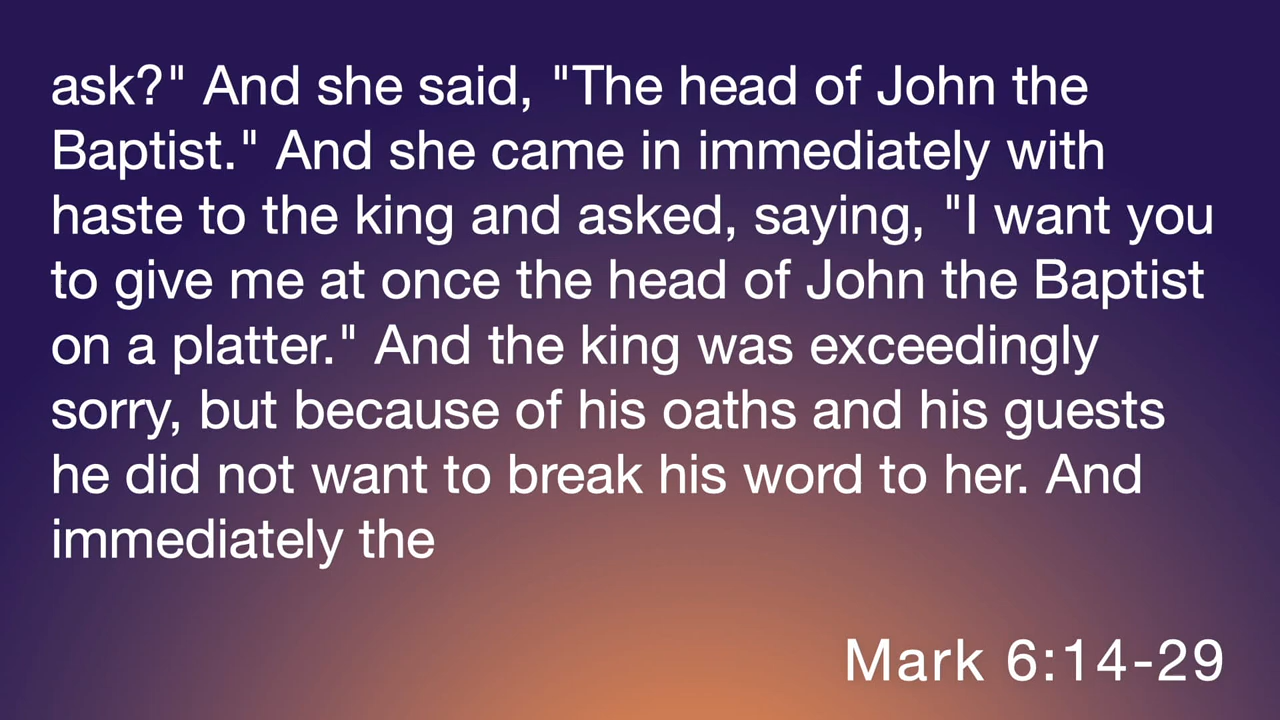 ask?" And she said, "The head of John the
Baptist." And she came in immediately with
haste to the king and asked, saying, "I want you
to give me at once the head of John the Baptist
on a platter." And the king was exceedingly
sorry, but because of his oaths and his guests
he did not want to break his word to her. And
immediately the
Mark 6:14-29